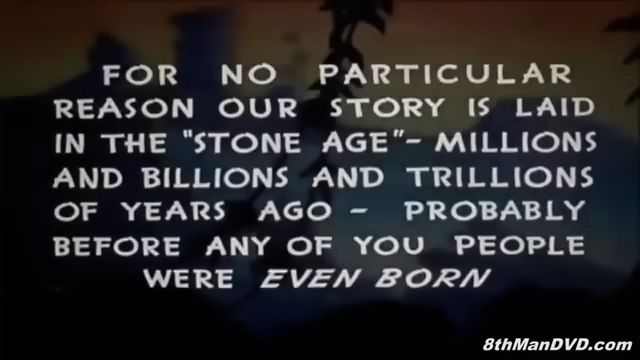 FOR NO PARTICULAR
REASON OUR STORY IS LAID
IN THE "STONE AGE"- MILLIONS
AND BILLIONS AND TRILLIONS
OF YEARS AGO - PROBABLY
BEFORE ANY OF YOU PEOPLE
WERE EVEN BORN
8thManDVD.com